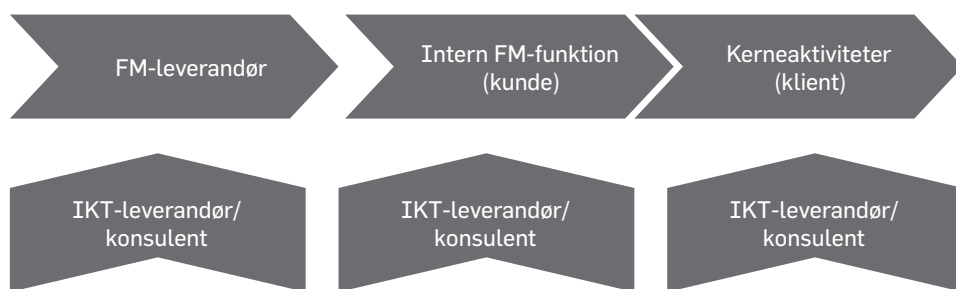 FM-leverandør
Intern FM-funktion
(kunde)
Kerneaktiviteter
(klient)
IKT-leverandør/
konsulent
IKT-leverandør/
konsulent
IKT-leverandør/
konsulent